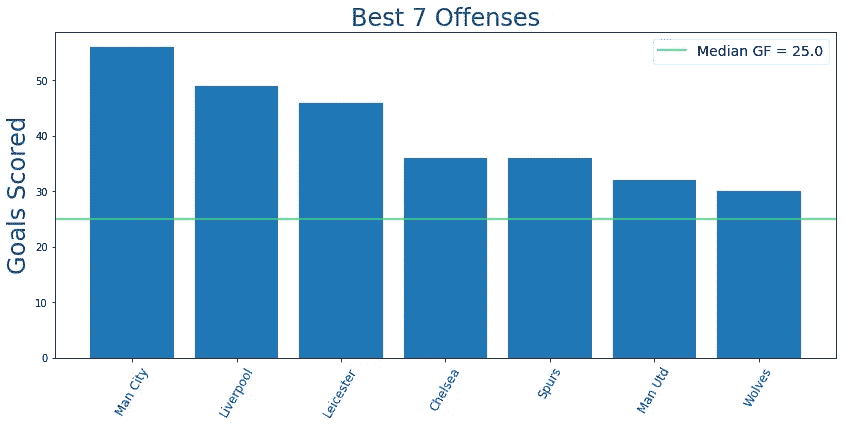 Best 7 Offenses
Median GF = 25.0
Goals Scored
50
40
30
20
10
0
Man City
Liverpool
Leicester
Chelsea
Spurs
Man Utd
Wolves